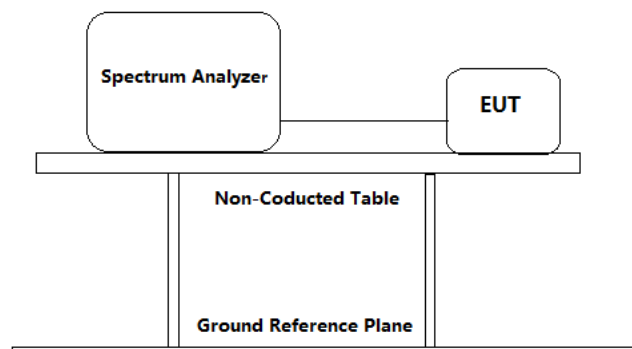 Spectrum Analyzer
EUT
Non-Coducted Table
Ground Reference Plane